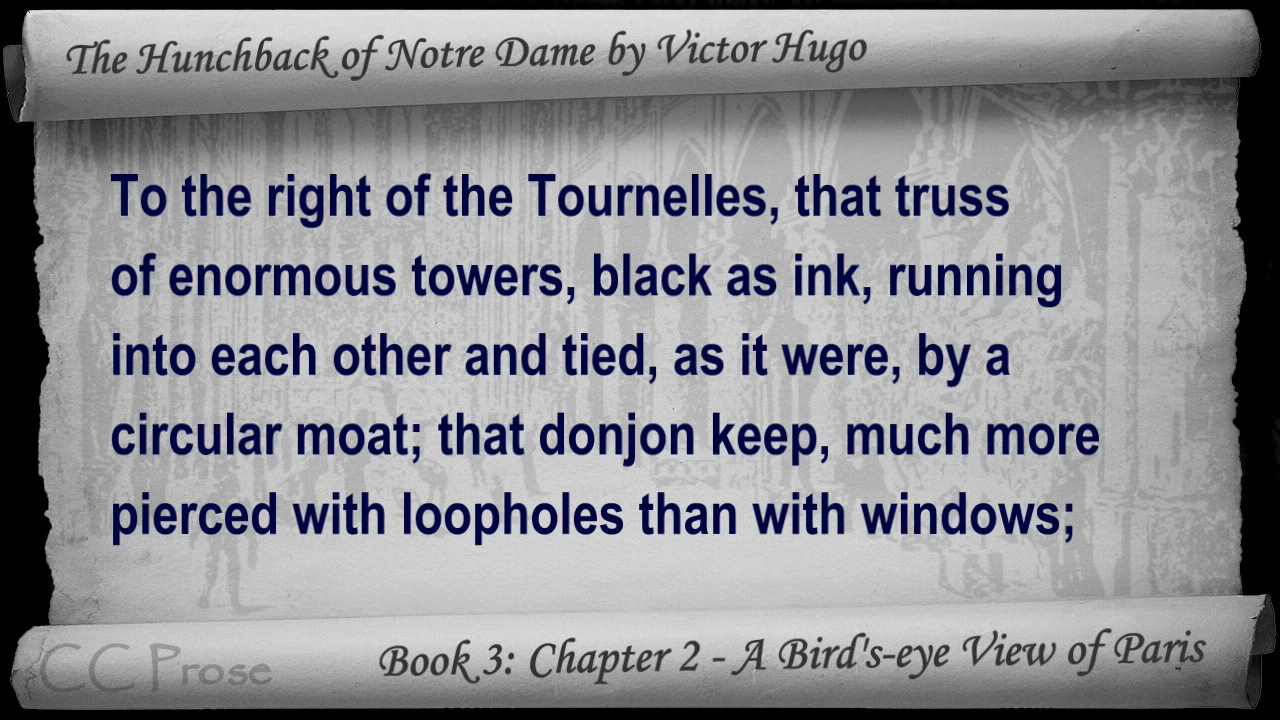 The Hunchback of Notre Dame by Victor Hugo
To the right of the Tournelles, that truss
of enormous towers, black as ink, running
into each other and tied, as it were, by a
circular moat; that donjon keep, much more
pierced with loopholes than with windows;
CC Prose
Book 3: Chapter 2 - A Bird's-eye View of Paris